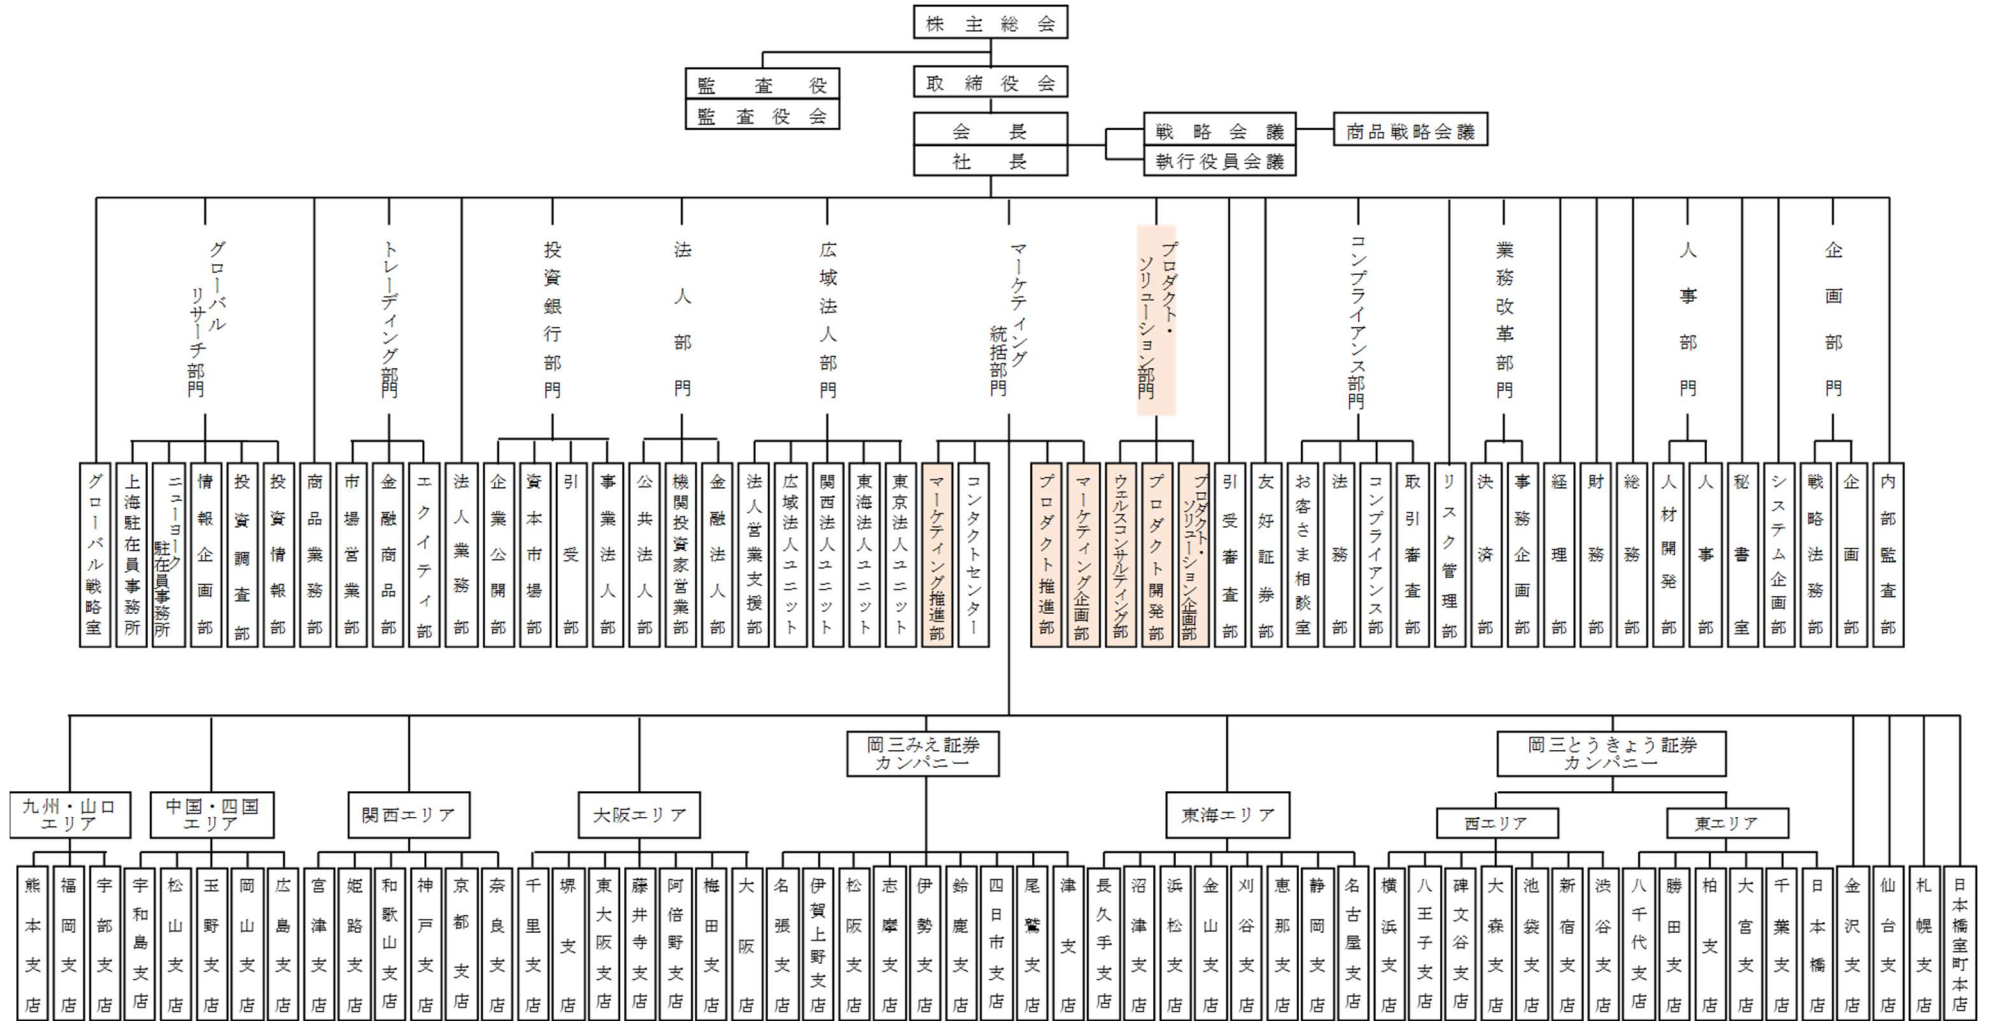 株主総会
監査役
監査役会
取締役会
会長
社長
戦略会議
執行役員会議
商品戦略会議
グローバル
リサーチ部門
トレーディング部門
投資銀行部門
法人部門
広域法人部門
マーケティング
統括部門
プロダクト・
ソリューション部門
コンプライアンス部門
業務改革部門
人事部門
企画部門
グローバル戦略室
上海駐在員事務所
ニューヨーク
駐在員事務所
情報企画部
投資調査部
投資情報部
商品業務部
市場営業部
金融商品部
エクイティ部
法人業務部
企業公開部
資本市場部
引受部
事業法人部
公共法人部
機関投資家営業部
金融法人部
法人営業支援部
広域法人ユニット
関西法人ユニット
東海法人ユニット
東京法人ユニット
マーケティング推進部
コンタクトセンター
プロダクト推進部
マーケティング企画部
ウェルスコンサルティング部
プロダクト開発部
プロダクト・
ソリューション企画部
引受審査部
友好証券部
お客さま相談室
法務部
コンプライアンス部
取引審査部
リスク管理部
決済部
事務企画部
経理部
財務部
総務部
人材開発部
人事部
秘書室
システム企画部
戦略法務部
企画部
内部監査部
岡三みえ証券
カンパニー
岡三とうきょう証券
カンパニー
九州・山口
エリア
中国・四国
エリア
関西エリア
大阪エリア
東海エリア
西エリア
東エリア
熊本支店
福岡支店
宇部支店
宇和島支店
松山支店
玉野支店
岡山支店
広島支店
宮津支店
姫路支店
和歌山支店
神戸支店
京都支店
奈良支店
千里支店
堺支店
東大阪支店
藤井寺支店
阿倍野支店
梅田支店
大阪店
名張支店
伊賀上野支店
松阪支店
志摩支店
伊勢支店
鈴鹿支店
四日市支店
尾鷲支店
津支店
長久手支店
沼津支店
浜松支店
金山支店
刈谷支店
恵那支店
静岡支店
名古屋支店
横浜支店
八王子支店
碑文谷支店
大森支店
池袋支店
新宿支店
渋谷支店
八千代支店
勝田支店
柏支店
大宮支店
千葉支店
日本橋店
金沢支店
仙台支店
札幌支店
日本橋室町本店